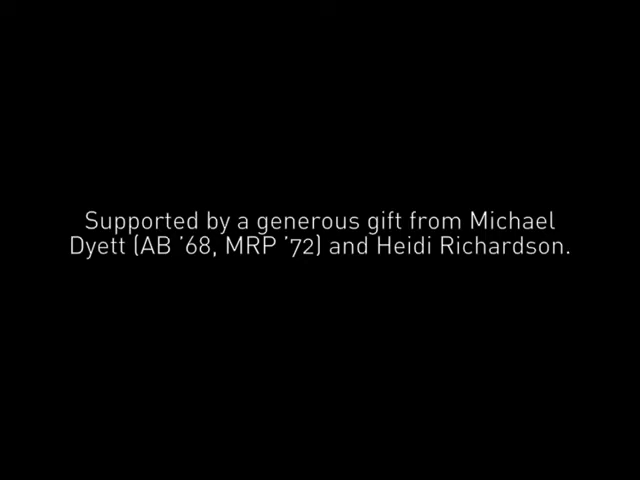 Supported by a generous gift from Michael
Dyett (AB ’68, MRP ’72) and Heidi Richardson.